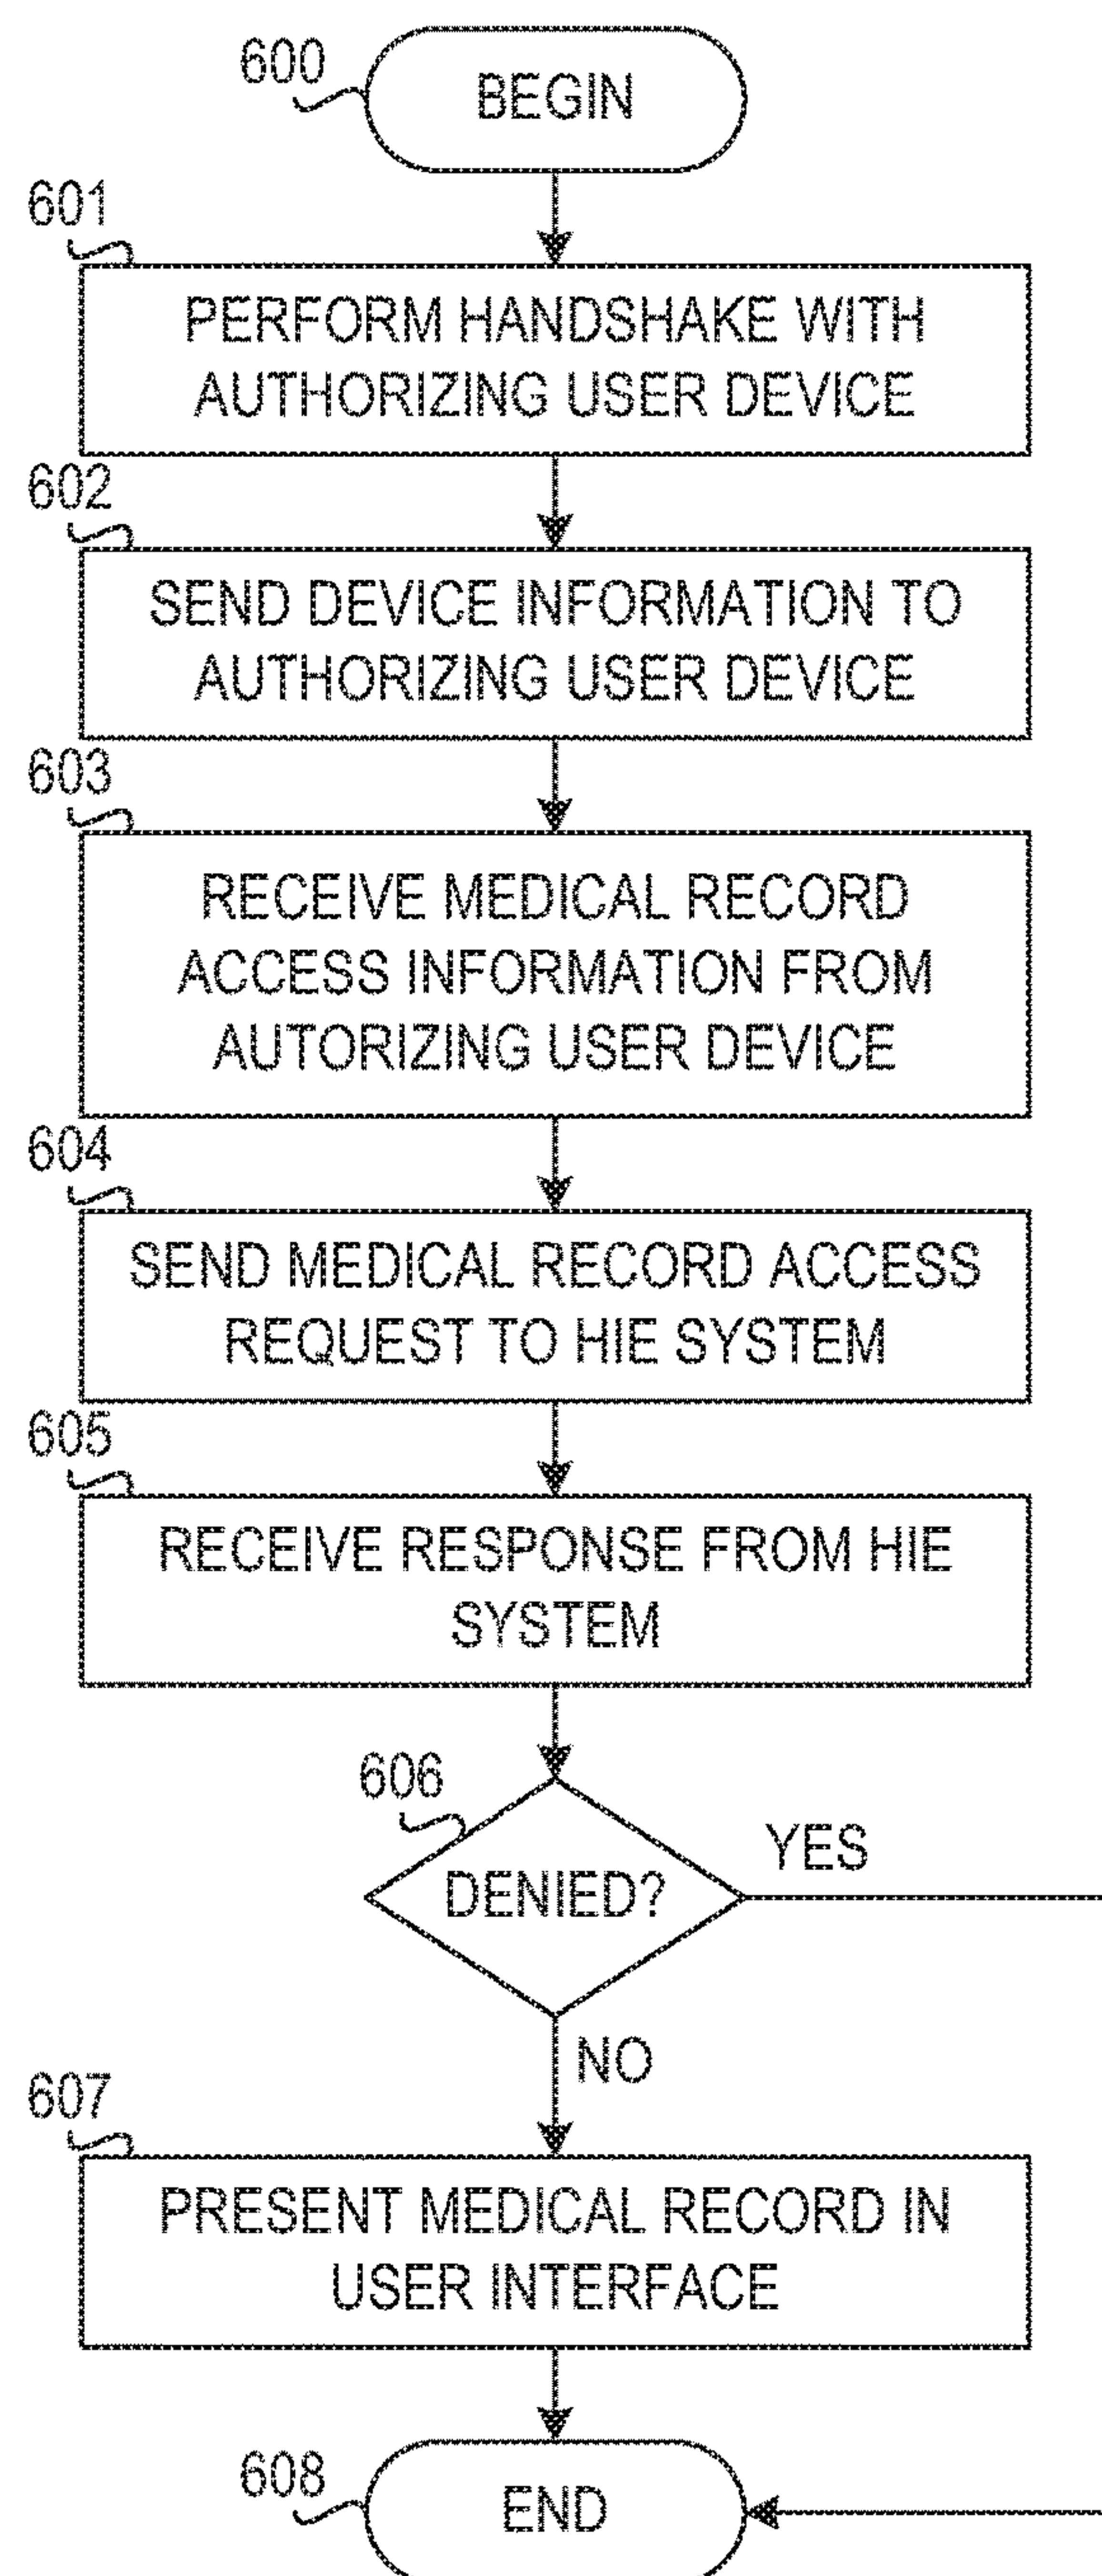 600
BEGIN
601
PERFORM HANDSHAKE WITH
AUTHORIZING USER DEVICE
602
SEND DEVICE INFORMATION TO
AUTHORIZING USER DEVICE
603
RECEIVE MEDICAL RECORD
ACCESS INFORMATION FROM
AUTORIZING USER DEVICE
604
SEND MEDICAL RECORD ACCESS
REQUEST TO HIE SYSTEM
605
RECEIVE RESPONSE FROM HIE
SYSTEM
606
DENIED?
YES
NO
607
PRESENT MEDICAL RECORD IN
USER INTERFACE
608
END